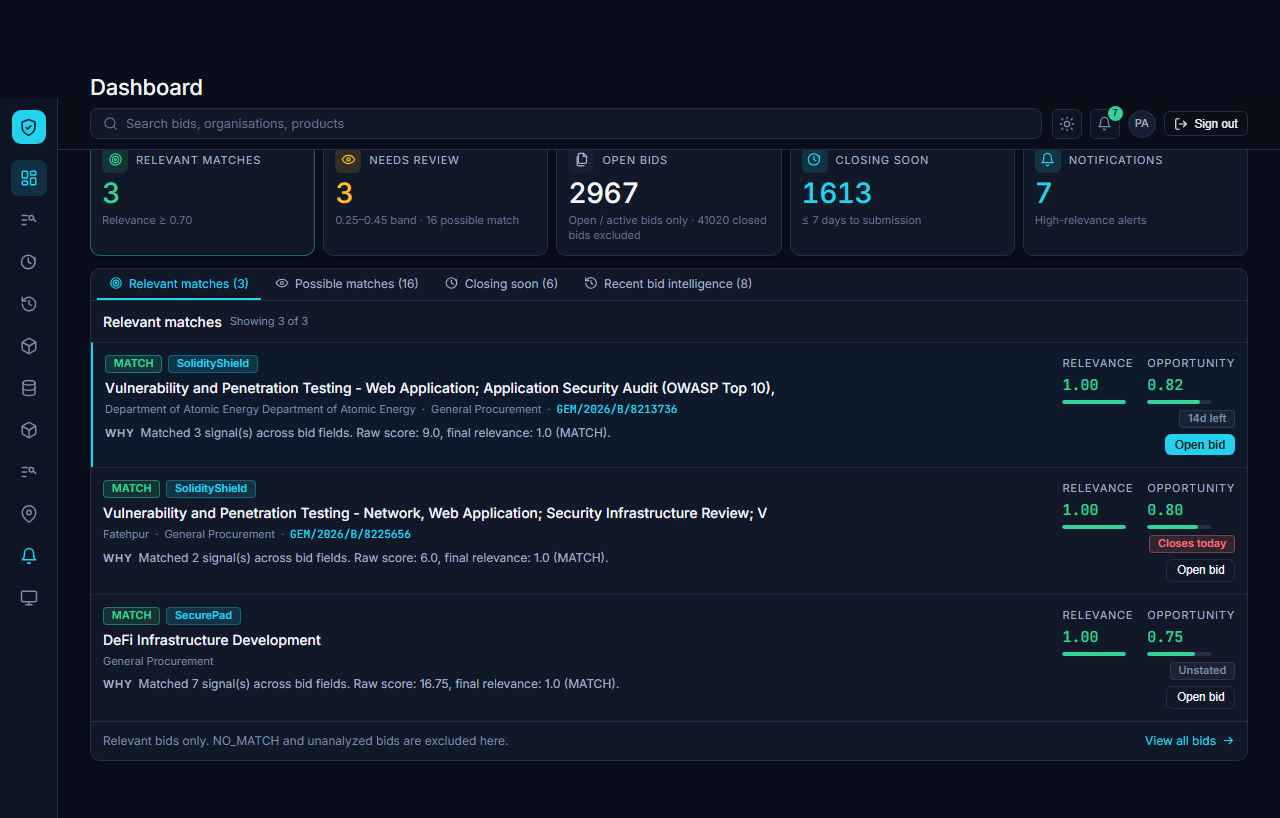 Dashboard
Search bids, organisations, products
7
PA
Sign out
RELEVANT MATCHES
3
Relevance ≥ 0.70
NEEDS REVIEW
3
0.25–0.45 band · 16 possible match
OPEN BIDS
2967
Open / active bids only · 41020 closed
bids excluded
CLOSING SOON
1613
≤ 7 days to submission
NOTIFICATIONS
7
High-relevance alerts
Relevant matches (3)
Possible matches (16)
Closing soon (6)
Recent bid intelligence (8)
Relevant matches Showing 3 of 3
MATCH SolidityShield
Vulnerability and Penetration Testing - Web Application; Application Security Audit (OWASP Top 10),
Department of Atomic Energy Department of Atomic Energy · General Procurement · GEM/2026/B/8213736
WHY Matched 3 signal(s) across bid fields. Raw score: 9.0, final relevance: 1.0 (MATCH).
RELEVANCE OPPORTUNITY
1.00 0.82
14d left
Open bid
MATCH SolidityShield
Vulnerability and Penetration Testing - Network, Web Application; Security Infrastructure Review; V
Fatehpur · General Procurement · GEM/2026/B/8225656
WHY Matched 2 signal(s) across bid fields. Raw score: 6.0, final relevance: 1.0 (MATCH).
RELEVANCE OPPORTUNITY
1.00 0.80
Closes today
Open bid
MATCH SecurePad
DeFi Infrastructure Development
General Procurement
WHY Matched 7 signal(s) across bid fields. Raw score: 16.75, final relevance: 1.0 (MATCH).
RELEVANCE OPPORTUNITY
1.00 0.75
Unstated
Open bid
Relevant bids only. NO_MATCH and unanalyzed bids are excluded here.
View all bids →